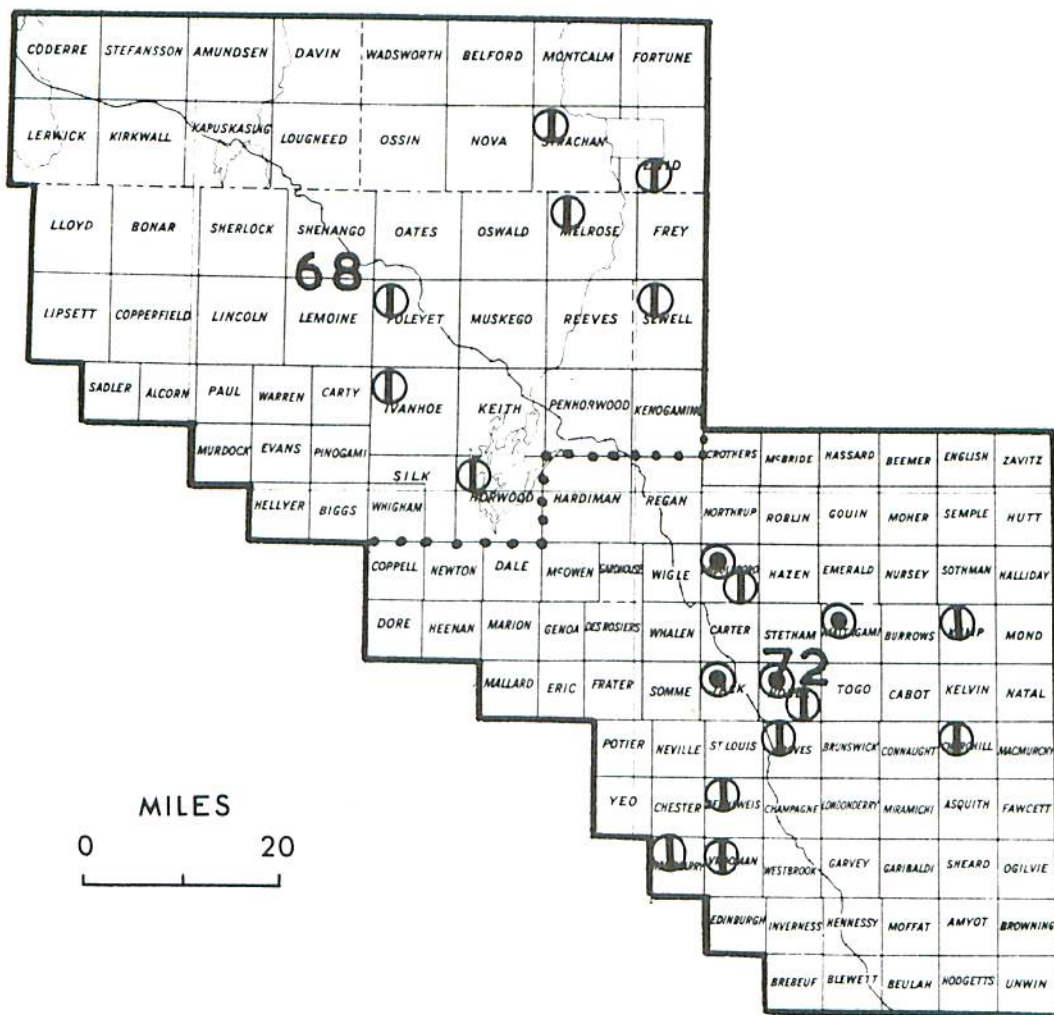 CODERRE STEFANSSON AMUNDSEN DAVIN WADSWORTH BELFORD MONTCALM FORTUNE
LERWICK KIRKWALL KAPUSKASING LOUGHEED OSSIN NOVA STRACHAN
LLOYD BONAR SHERLOCK SHENANGO OATES OSWALD MELROSE FREY
68
LIPSETT COPPERFIELD LINCOLN LEMOINE FOLEYET MUSKEGO REEVES SEWELL
SADLER ALCORN PAUL WARREN CARTY IVANHOE KEITH PENHORWOOD KENOGAMING
MURDOCK EVANS PINOGAMI CROTHERS McBRIDE HASSARD BEEMER ENGLISH ZAVITZ
SILK HORWOOD HARDIMAN REGAN
HELLYER BIGGS WHIGHAM NORTHRUP ROBLIN GOUIN MOHER SEMPLE HUTT
COPPELL NEWTON DALE McOWEN GARDHOUSE WIGLE HAZEN EMERALD NURSEY SOTHMAN HALLIDAY
DORE HEENAN MARION GENOA DES ROSIERS WHALEN CARTER STETHAM BURROWS KEMP MOND
72
MALLARD ERIC FRATER SOMME TOGO CABOT KELVIN NATAL
POTIER NEVILLE ST LOUIS BRUNSWICK CONNAUGHT CHURCHILL MACMURCHY
YEO CHESTER CHAMPAGNE LONDONDERRY MIRAMICHI ASQUITH FAWCETT
VROOMAN WESTBROOK GARVEY GARIBALDI SHEARD OGILVIE
EDINBURGH INVERNESS HENNESSY MOFFAT AMYOT BROWNING
BREBEUF BLEWETT BEULAH HODGETTS UNWIN
MILES
0 20